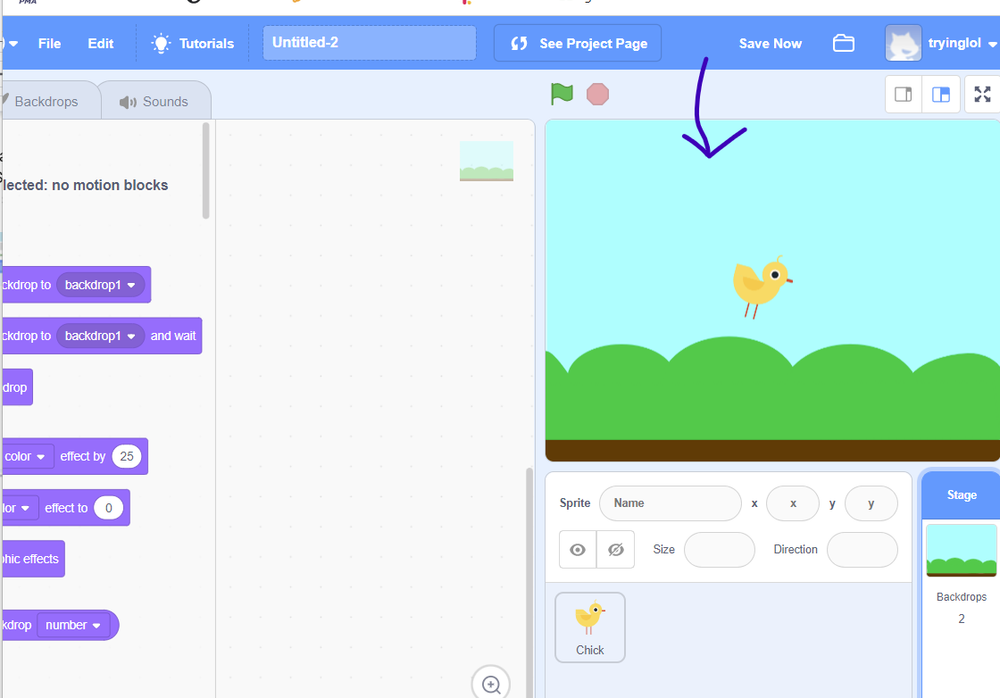 File Edit Tutorials Untitled-2 See Project Page Save Now tryinglol
Backdrops Sounds
lected: no motion blocks
ckdrop to backdrop1
ckdrop to backdrop1 and wait
drop
color effect by 25
lor effect to 0
phic effects
kdrop number
Sprite Name x x y y
Size Direction
Chick
Stage
Backdrops
2